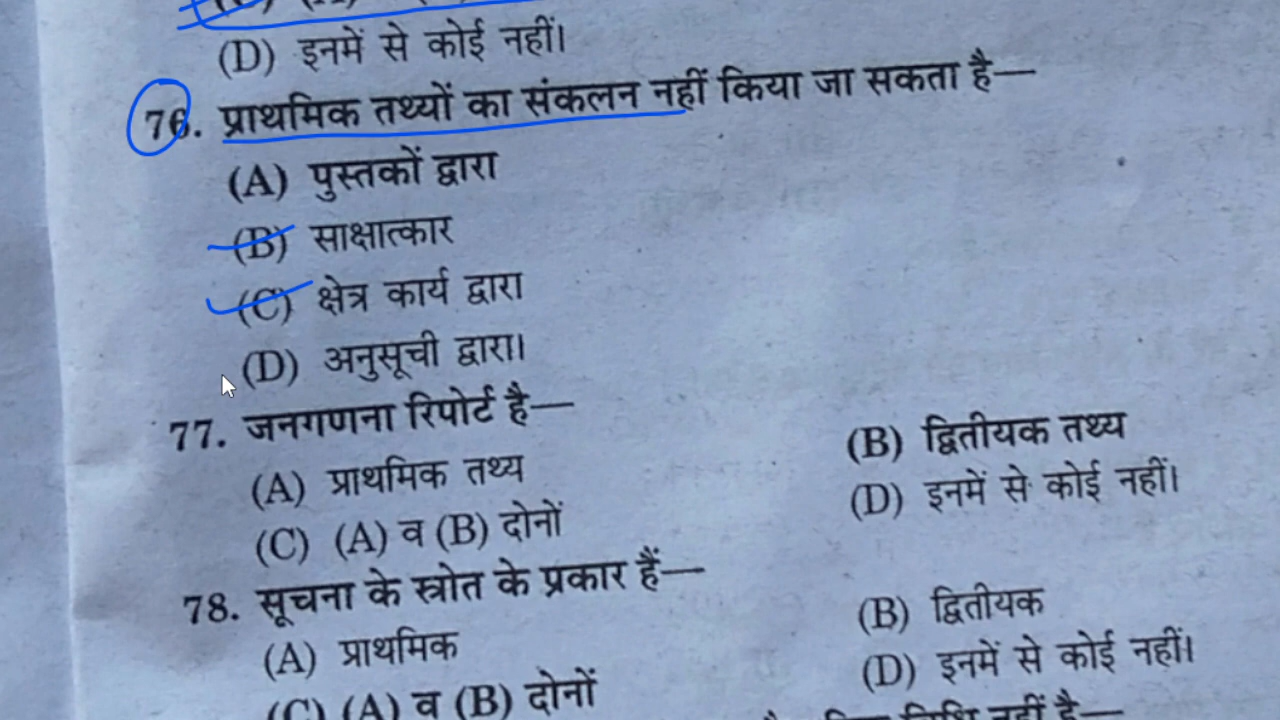 (D) इनमें से कोई नहीं।
76. प्राथमिक तथ्यों का संकलन नहीं किया जा सकता है—
(A) पुस्तकों द्वारा
(B) साक्षात्कार
(C) क्षेत्र कार्य द्वारा
(D) अनुसूची द्वारा।
77. जनगणना रिपोर्ट है—
(A) प्राथमिक तथ्य
(B) द्वितीयक तथ्य
(C) (A) व (B) दोनों
(D) इनमें से कोई नहीं।
78. सूचना के स्त्रोत के प्रकार हैं—
(A) प्राथमिक
(B) द्वितीयक
(C) (A) व (B) दोनों
(D) इनमें से कोई नहीं।
नहीं है—